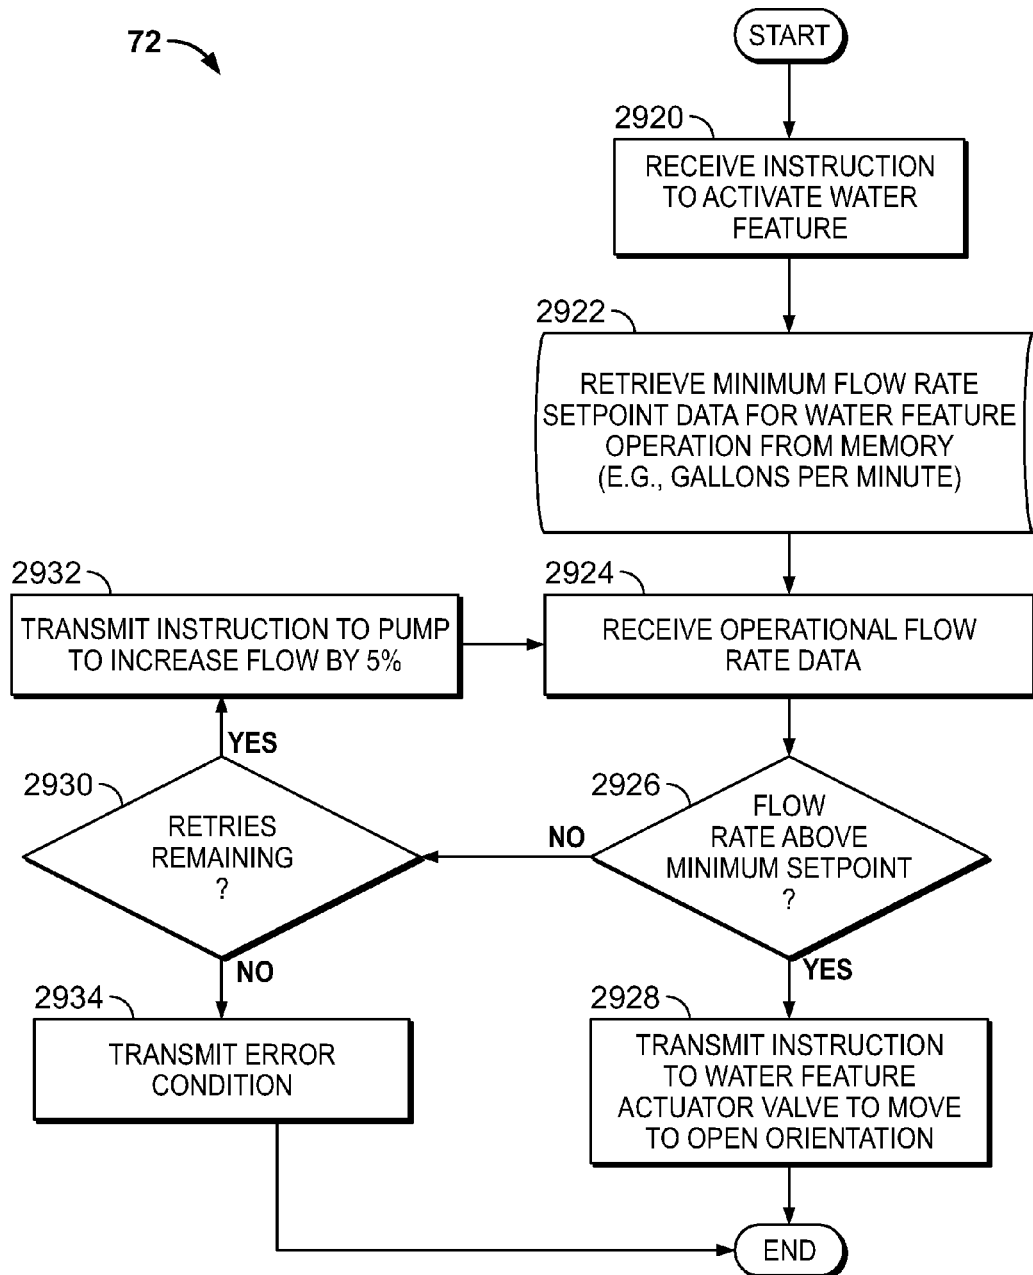 72
START
2920
RECEIVE INSTRUCTION
TO ACTIVATE WATER
FEATURE
2922
RETRIEVE MINIMUM FLOW RATE
SETPOINT DATA FOR WATER FEATURE
OPERATION FROM MEMORY
(E.G., GALLONS PER MINUTE)
2932
TRANSMIT INSTRUCTION TO PUMP
TO INCREASE FLOW BY 5%
2924
RECEIVE OPERATIONAL FLOW
RATE DATA
YES
2930
RETRIES
REMAINING
?
NO
2926
FLOW
RATE ABOVE
MINIMUM SETPOINT
?
NO
YES
2934
TRANSMIT ERROR
CONDITION
2928
TRANSMIT INSTRUCTION
TO WATER FEATURE
ACTUATOR VALVE TO MOVE
TO OPEN ORIENTATION
END